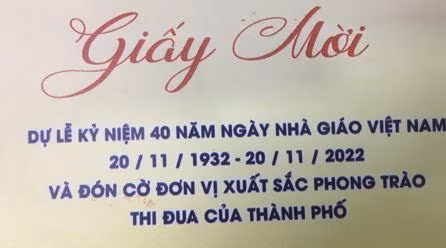 Giấy Mời
DỰ LỄ KỶ NIỆM 40 NĂM NGÀY NHÀ GIÁO VIỆT NAM
20 / 11 / 1932 - 20 / 11 / 2022
VÀ ĐÓN CỜ ĐƠN VỊ XUẤT SẮC PHONG TRÀO
THI ĐUA CỦA THÀNH PHỐ